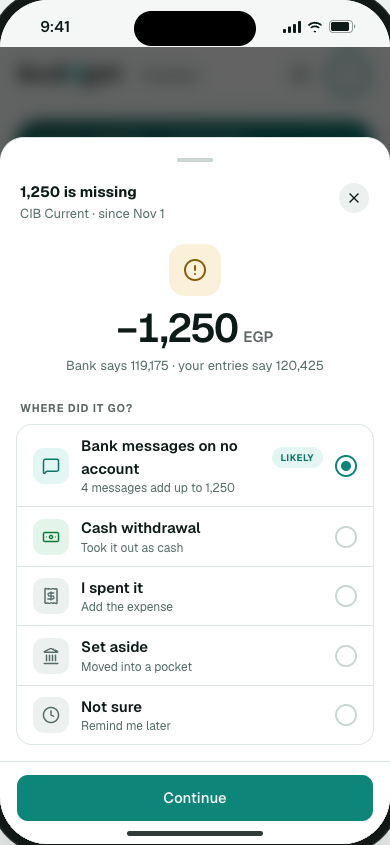 9:41
1,250 is missing
CIB Current · since Nov 1
−1,250 EGP
Bank says 119,175 · your entries say 120,425
WHERE DID IT GO?
Bank messages on no
account
LIKELY
4 messages add up to 1,250
Cash withdrawal
Took it out as cash
I spent it
Add the expense
Set aside
Moved into a pocket
Not sure
Remind me later
Continue